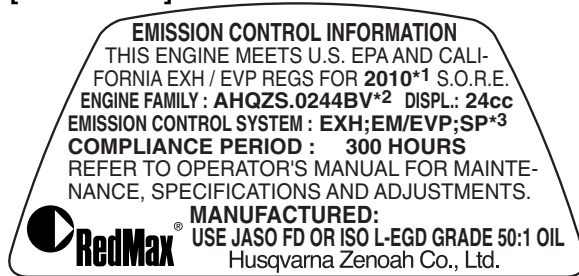 EMISSION CONTROL INFORMATION
THIS ENGINE MEETS U.S. EPA AND CALI-
FORNIA EXH / EVP REGS FOR 2010*1 S.O.R.E.
ENGINE FAMILY : AHQZS.0244BV*2 DISPL.: 24cc
EMISSION CONTROL SYSTEM : EXH;EM/EVP;SP*3
COMPLIANCE PERIOD : 300 HOURS
REFER TO OPERATOR'S MANUAL FOR MAINTE-
NANCE, SPECIFICATIONS AND ADJUSTMENTS.
MANUFACTURED:
RedMax® USE JASO FD OR ISO L-EGD GRADE 50:1 OIL
Husqvarna Zenoah Co., Ltd.